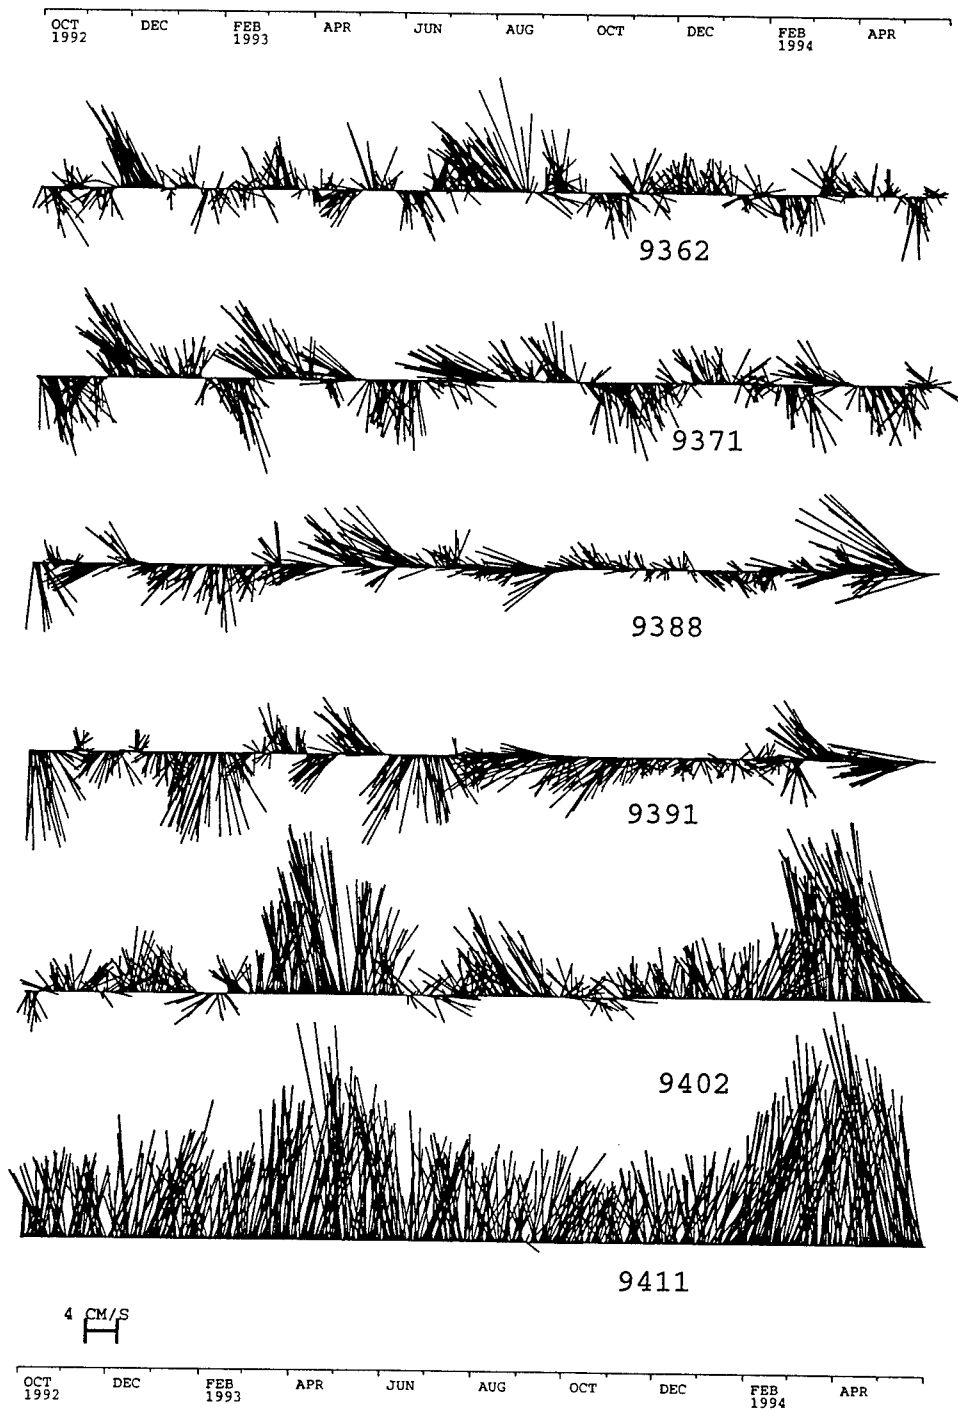 OCT DEC FEB APR JUN AUG OCT DEC FEB APR
1992 1993 1994
9362
9371
9388
9391
9402
9411
4 CM/S
OCT DEC FEB APR JUN AUG OCT DEC FEB APR
1992 1993 1994